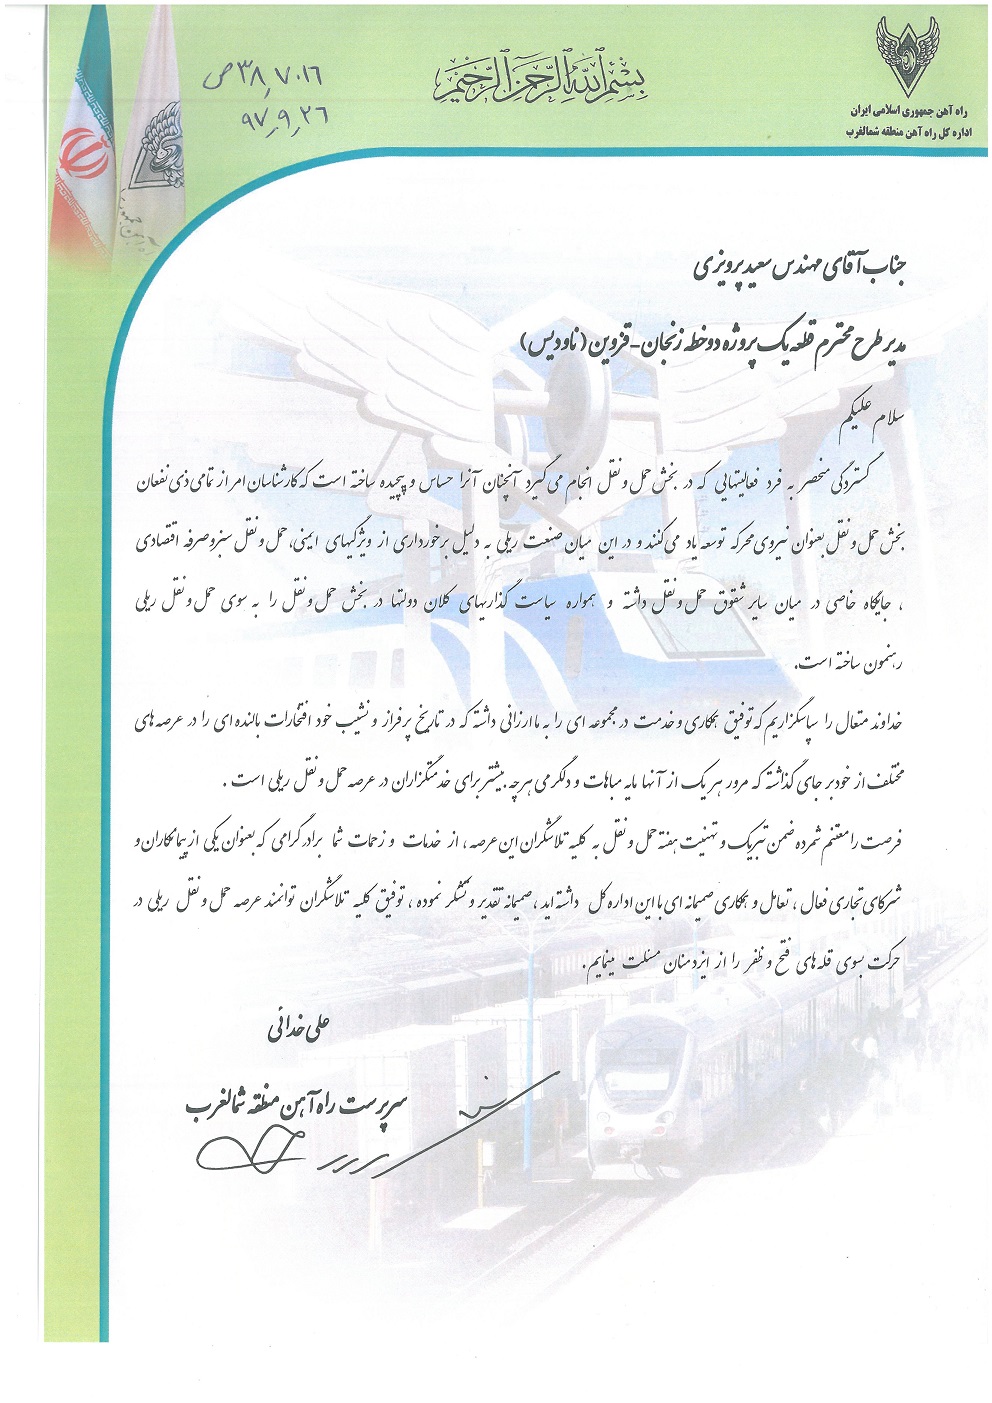 بسم الله الرحمن الرحیم
راه آهن جمهوری اسلامی ایران
اداره کل راه آهن منطقه شمالغرب
۳۸٫۷۰۱۶ ص
۹۷٫۹٫۲۶
جناب آقای مهندس سعید پرویزی
مدیر طرح محترم قطعه یک پروژه دوخطه زنجان-قزوین (ناودیس)
سلام علیکم
گستردگی منحصر به فرد فعالیتهایی که در بخش حمل و نقل انجام می گیرد آنچنان آنرا حساس و پیچیده ساخته است که کارشناسان امر از تمامی ذی نفعان
بخش حمل و نقل بعنوان نیروی محرکه توسعه یاد می کنند و در این میان صنعت ریلی به دلیل برخورداری از ویژگیهای ایمنی، حمل و نقل سبز و صرفه اقتصادی
، جایگاه خاصی در میان سایر شقوق حمل و نقل داشته و همواره سیاست گذاریهای کلان دولتها در بخش حمل و نقل را به سوی حمل و نقل ریلی
رهنمون ساخته است.
خداوند متعال را سپاسگزاریم که توفیق همکاری و خدمت در مجموعه ای را به ما ارزانی داشته که در تاریخ پرفراز و نشیب خود افتخارات بالنده ای را در عرصه های
مختلف از خود بر جای گذاشته که مرور هر یک از آنها مایه مباهات و دلگرمی هرچه بیشتر برای خدمتگزاران در عرصه حمل و نقل ریلی است .
فرصت را مغتنم شمرده ضمن تبریک و تهنیت هفته حمل و نقل به کلیه تلاشگران این عرصه ، از خدمات و زحمات شما برادر گرامی که بعنوان یکی از پیمانکاران و
شرکای تجاری فعال ، تعامل و همکاری صمیمانه ای با این اداره کل داشته اید ، صمیمانه تقدیر و تشکر نموده ، توفیق کلیه تلاشگران توانمند عرصه حمل و نقل ریلی در
حرکت بسوی قله های فتح و ظفر را از ایزد منان مسئلت مینمایم.
علی خدائی
سرپرست راه آهن منطقه شمالغرب